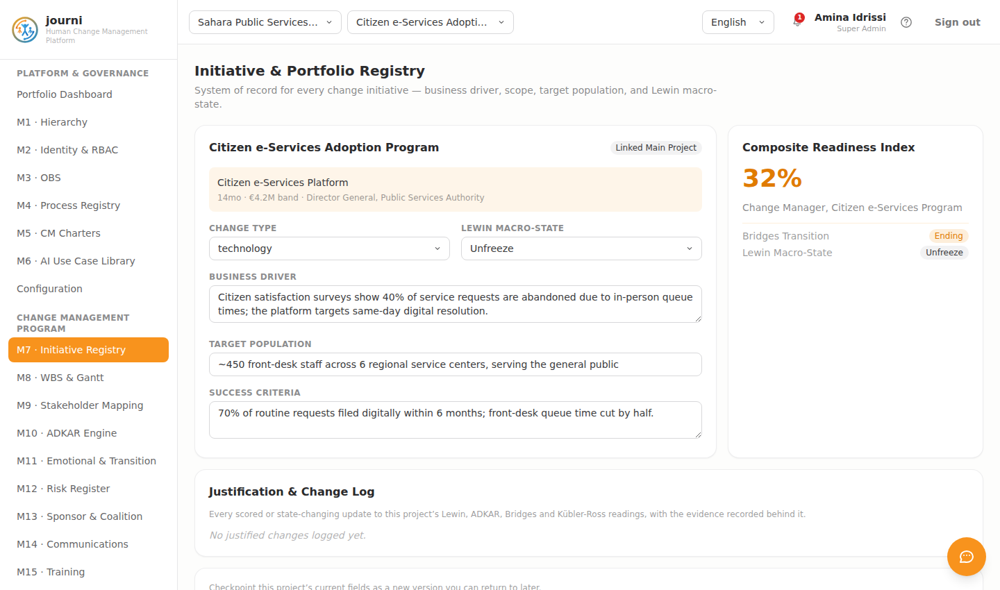 journi
Human Change Management
Platform
Sahara Public Services...
Citizen e-Services Adopti...
English
1
Amina Idrissi
Super Admin
Sign out
PLATFORM & GOVERNANCE
Portfolio Dashboard
M1 · Hierarchy
M2 · Identity & RBAC
M3 · OBS
M4 · Process Registry
M5 · CM Charters
M6 · AI Use Case Library
Configuration
CHANGE MANAGEMENT
PROGRAM
M7 · Initiative Registry
M8 · WBS & Gantt
M9 · Stakeholder Mapping
M10 · ADKAR Engine
M11 · Emotional & Transition
M12 · Risk Register
M13 · Sponsor & Coalition
M14 · Communications
M15 · Training
Initiative & Portfolio Registry
System of record for every change initiative — business driver, scope, target population, and Lewin macro-
state.
Citizen e-Services Adoption Program
Linked Main Project
Citizen e-Services Platform
14mo · €4.2M band · Director General, Public Services Authority
CHANGE TYPE
LEWIN MACRO-STATE
technology
Unfreeze
BUSINESS DRIVER
Citizen satisfaction surveys show 40% of service requests are abandoned due to in-person queue
times; the platform targets same-day digital resolution.
TARGET POPULATION
~450 front-desk staff across 6 regional service centers, serving the general public
SUCCESS CRITERIA
70% of routine requests filed digitally within 6 months; front-desk queue time cut by half.
Composite Readiness Index
32%
Change Manager, Citizen e-Services Program
Bridges Transition
Ending
Lewin Macro-State
Unfreeze
Justification & Change Log
Every scored or state-changing update to this project's Lewin, ADKAR, Bridges and Kübler-Ross readings, with the evidence recorded behind it.
No justified changes logged yet.
Checkpoint this project's current fields as a new version you can return to later.